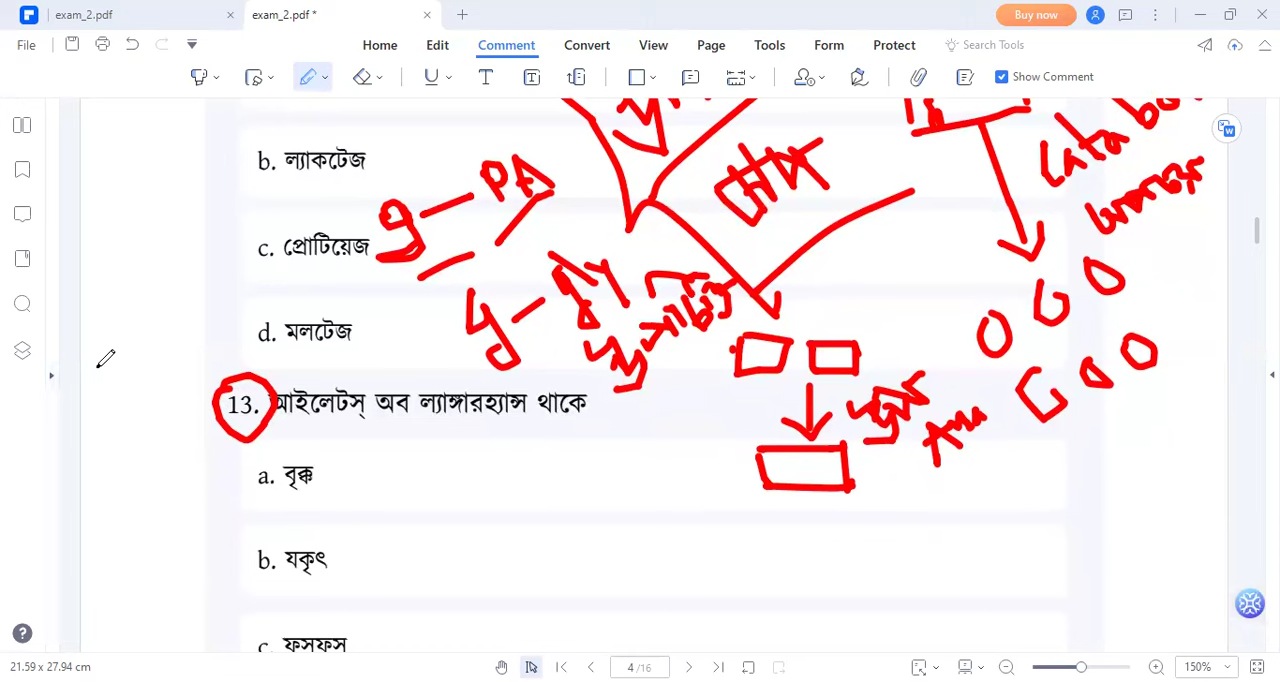 exam_2.pdf
exam_2.pdf *
Buy now
File
Home Edit Comment Convert View Page Tools Form Protect Search Tools
Show Comment
b. ল্যাকটেজ
PA
c. প্রোটিয়েজ
d. মলটেজ
13. আইলেটস্ অব ল্যাঙ্গারহ্যান্স থাকে
a. বৃক্ক
b. যকৃৎ
c. ফুসফুস
21.59 x 27.94 cm
4 /16
150%